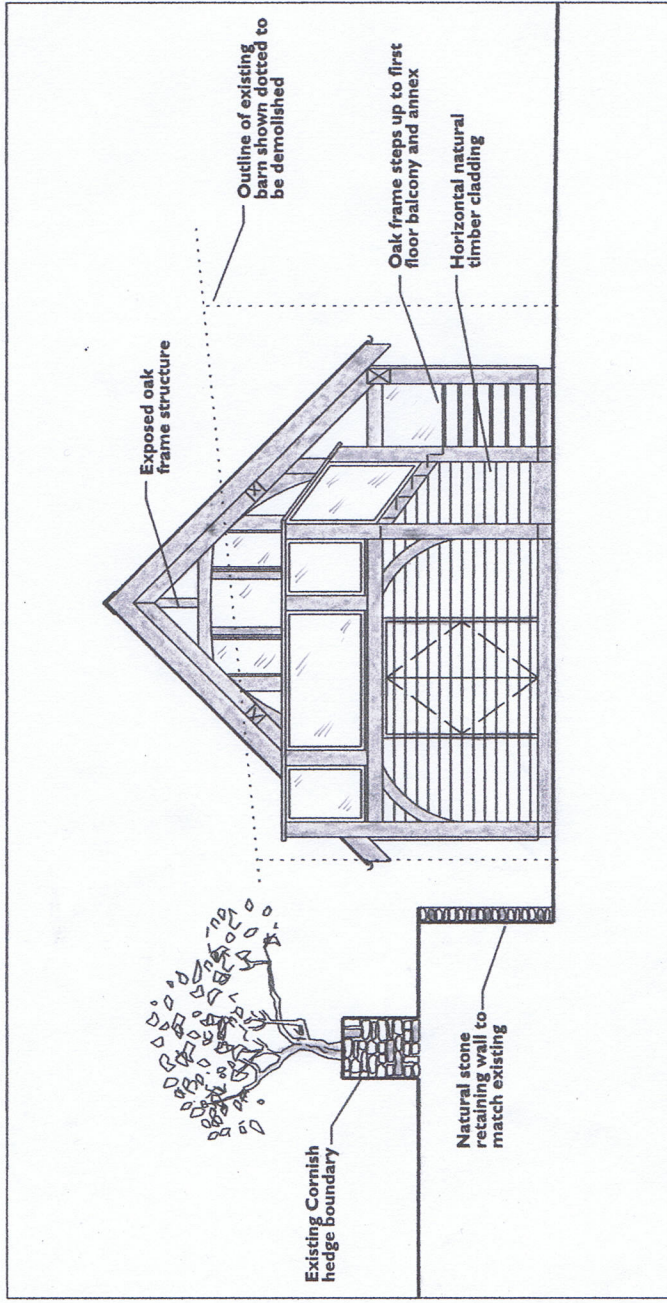 Existing Cornish
hedge boundary
Natural stone
retaining wall to
match existing
Exposed oak
frame structure
Outline of existing
barn shown dotted to
be demolished
Oak frame steps up to first
floor balcony and annex
Horizontal natural
timber cladding